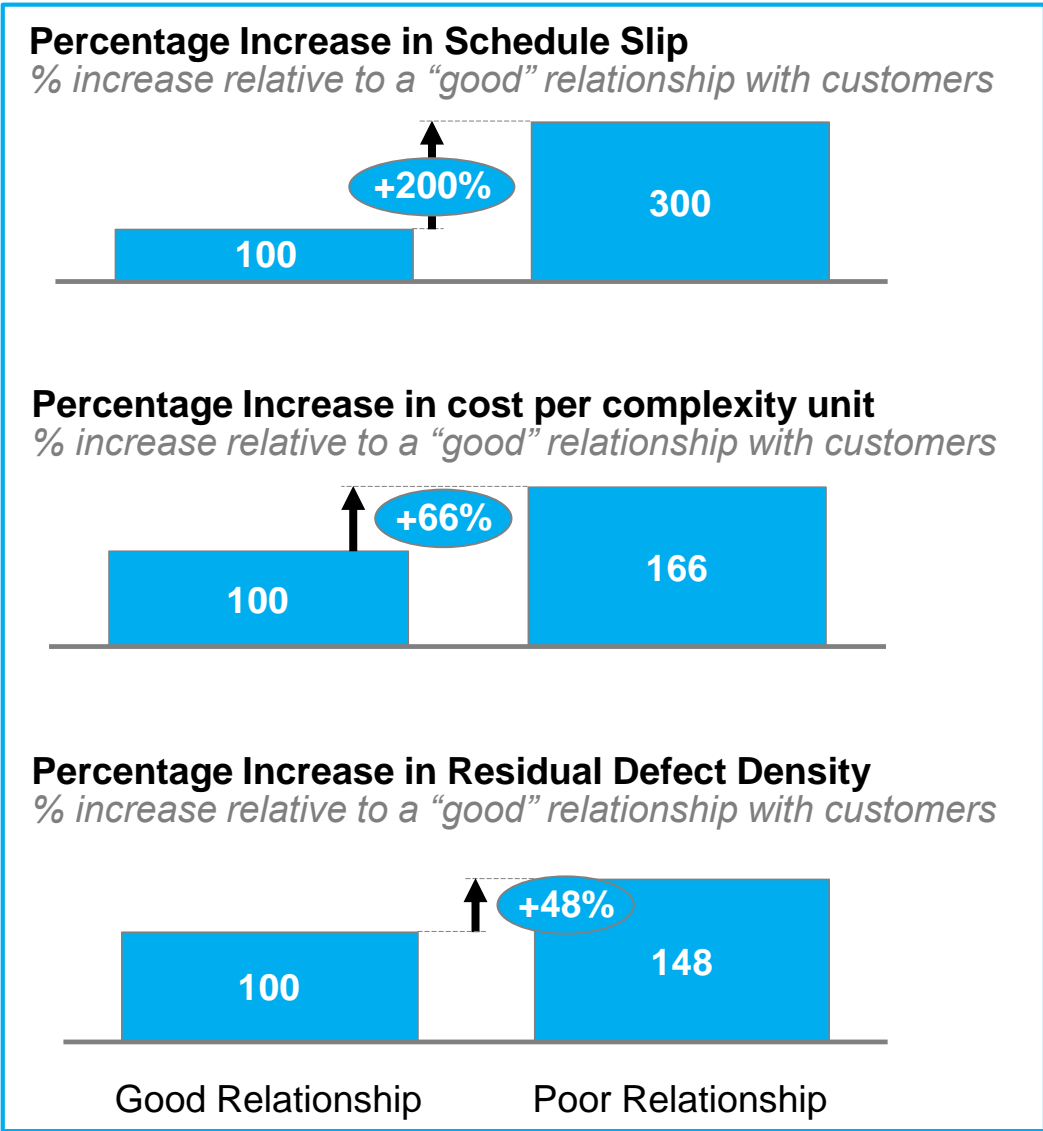 Percentage Increase in Schedule Slip
% increase relative to a “good” relationship with customers
+200%
300
100
Percentage Increase in cost per complexity unit
% increase relative to a “good” relationship with customers
+66%
166
100
Percentage Increase in Residual Defect Density
% increase relative to a “good” relationship with customers
+48%
148
100
Good Relationship
Poor Relationship